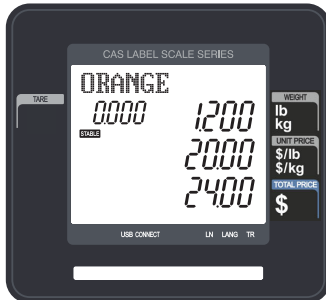 CAS LABEL SCALE SERIES
ORANGE
TARE
0.000
STABLE
1.200
20.00
24.00
WEIGHT
lb
kg
UNIT PRICE
$/lb
$/kg
TOTAL PRICE
$
USB CONNECT
LN LANG TR